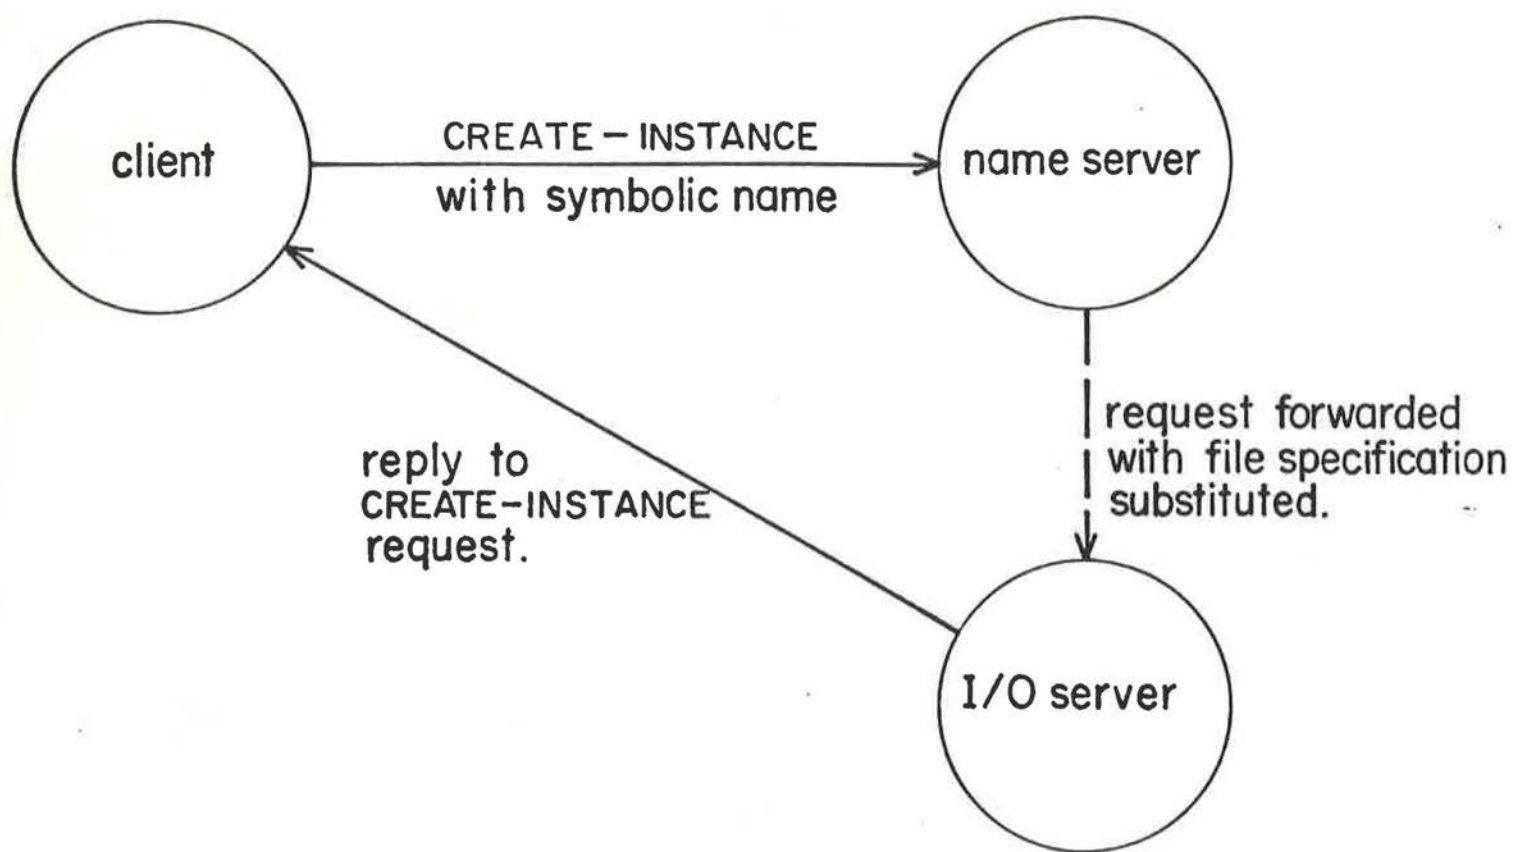 client
CREATE – INSTANCE
with symbolic name
name server
request forwarded
with file specification
substituted.
reply to
CREATE–INSTANCE
request.
I/O server